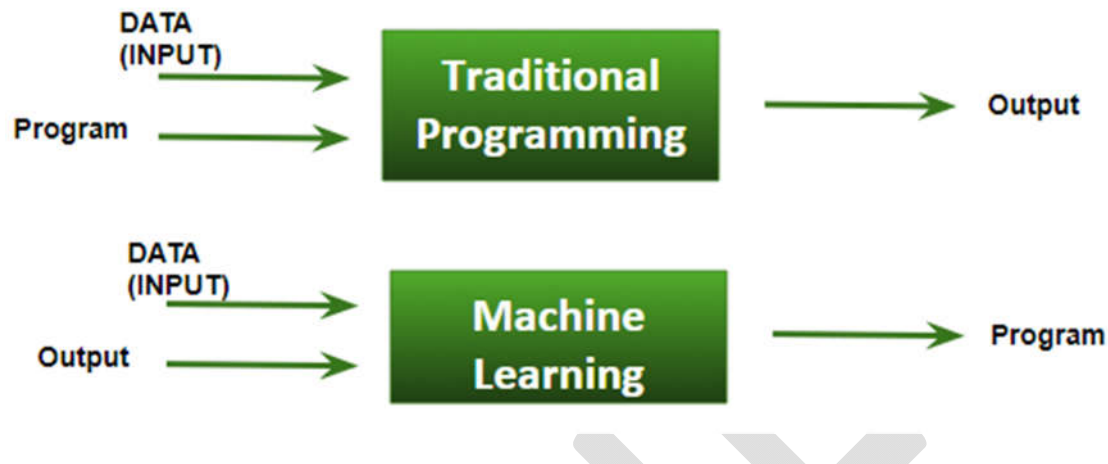 DATA
(INPUT)
Program
Traditional
Programming
Output
DATA
(INPUT)
Output
Machine
Learning
Program